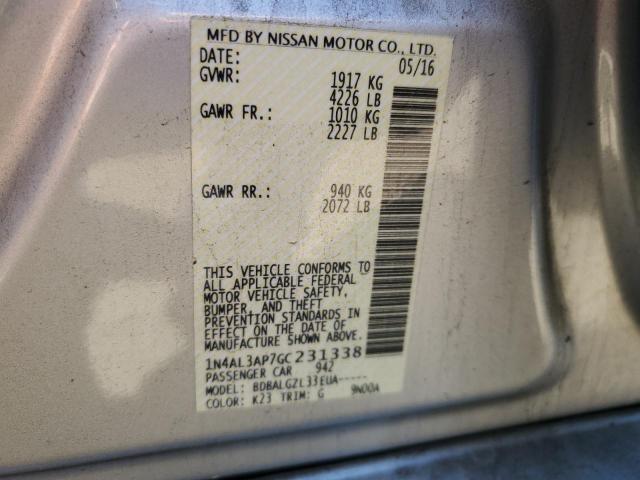 MFD BY NISSAN MOTOR CO., LTD.
DATE: 05/16
GVWR: 1917 KG
4226 LB
GAWR FR.: 1010 KG
2227 LB
GAWR RR.: 940 KG
2072 LB
THIS VEHICLE CONFORMS TO
ALL APPLICABLE FEDERAL
MOTOR VEHICLE SAFETY,
BUMPER, AND THEFT
PREVENTION STANDARDS IN
EFFECT ON THE DATE OF
MANUFACTURE SHOWN ABOVE.
1N4AL3AP7GC231338
PASSENGER CAR 942
MODEL: BDBALGZL33EUA-----
COLOR: K23 TRIM: G 9N00A